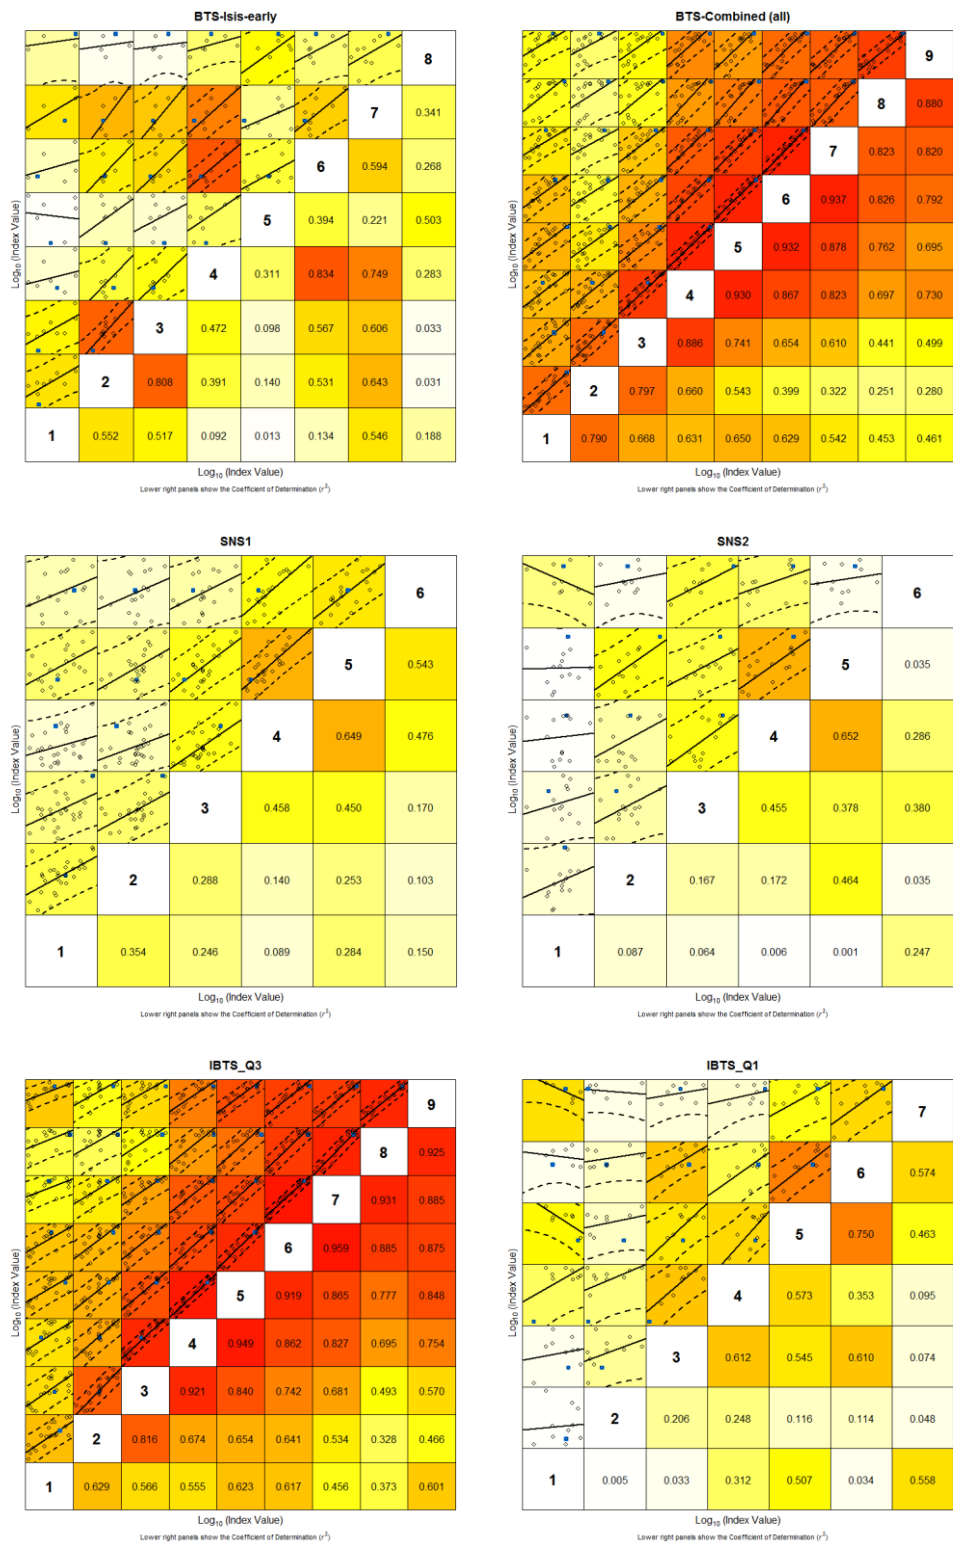 BTS-Isis-early
8
7 0.341
6 0.594 0.268
5 0.394 0.221 0.503
4 0.311 0.834 0.749 0.283
3 0.472 0.098 0.567 0.606 0.033
2 0.808 0.391 0.140 0.531 0.643 0.031
1 0.552 0.517 0.092 0.013 0.134 0.546 0.188
Log₁₀ (Index Value)
Log₁₀ (Index Value)
Lower right panels show the Coefficient of Determination (r²)
BTS-Combined (all)
9
8 0.880
7 0.823 0.820
6 0.937 0.826 0.792
5 0.932 0.878 0.762 0.695
4 0.930 0.867 0.823 0.697 0.730
3 0.886 0.741 0.654 0.610 0.441 0.499
2 0.797 0.660 0.543 0.399 0.322 0.251 0.280
1 0.790 0.668 0.631 0.650 0.629 0.542 0.453 0.461
Log₁₀ (Index Value)
Log₁₀ (Index Value)
Lower right panels show the Coefficient of Determination (r²)
SNS1
6
5 0.543
4 0.649 0.476
3 0.458 0.450 0.170
2 0.288 0.140 0.253 0.103
1 0.354 0.246 0.089 0.284 0.150
Log₁₀ (Index Value)
Log₁₀ (Index Value)
Lower right panels show the Coefficient of Determination (r²)
SNS2
6
5 0.035
4 0.652 0.286
3 0.455 0.378 0.380
2 0.167 0.172 0.464 0.035
1 0.087 0.064 0.006 0.001 0.247
Log₁₀ (Index Value)
Log₁₀ (Index Value)
Lower right panels show the Coefficient of Determination (r²)
IBTS_Q3
9
8 0.925
7 0.931 0.885
6 0.959 0.885 0.875
5 0.919 0.865 0.777 0.848
4 0.949 0.862 0.827 0.695 0.754
3 0.921 0.840 0.742 0.681 0.493 0.570
2 0.816 0.674 0.654 0.641 0.534 0.328 0.466
1 0.629 0.566 0.555 0.623 0.617 0.456 0.373 0.601
Log₁₀ (Index Value)
Log₁₀ (Index Value)
Lower right panels show the Coefficient of Determination (r²)
IBTS_Q1
7
6 0.574
5 0.750 0.463
4 0.573 0.353 0.095
3 0.612 0.545 0.610 0.074
2 0.206 0.248 0.116 0.114 0.048
1 0.005 0.033 0.312 0.507 0.034 0.558
Log₁₀ (Index Value)
Log₁₀ (Index Value)
Lower right panels show the Coefficient of Determination (r²)